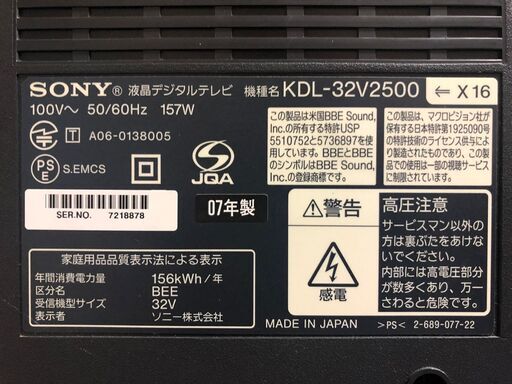 SONY® 液晶デジタルテレビ 機種名 KDL-32V2500 ⇐ X16
100V～ 50/60Hz 157W
T A06-0138005
PSE S.EMCS
JQA
この製品は米国BBE Sound,
Inc.の所有する特許USP
5510752と5736897を使
用しています。BBEとBBE
のシンボルはBBE Sound,
Inc.の登録商標です。
この製品は、マクロビジョン社が
保有する日本特許第1925090号
の特許技術のライセンス供与によ
り製造されています。この製品で
の使用は一部の視聴サービス
に制限されています。
SER.NO. 7218878
07年製
家庭用品品質表示法による表示
年間消費電力量 156kWh/年
区分名 BEE
受信機型サイズ 32V
表示者 ソニー株式会社
警告
感電
高圧注意
サービスマン以外の
方は裏ぶたをあけな
いでください。
内部には高電圧部分
が数多くあり、万一
さわると危険です。
MADE IN JAPAN >PS< 2-689-077-22